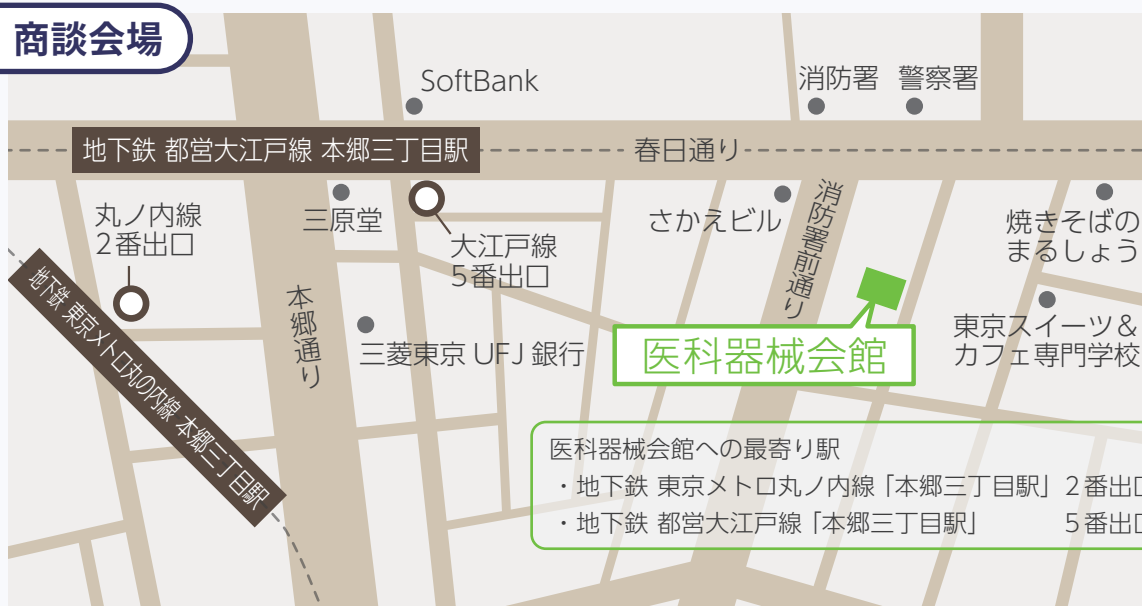 商談会場
SoftBank
消防署
警察署
地下鉄 都営大江戸線 本郷三丁目駅
春日通り
丸ノ内線
2番出口
三原堂
大江戸線
5番出口
さかえビル
消防署前通り
焼きそばの
まるしょう
地下鉄 東京メトロ丸の内線 本郷三丁目駅
本郷通り
三菱東京 UFJ 銀行
医科器械会館
東京スイーツ＆
カフェ専門学校
医科器械会館への最寄り駅
・地下鉄 東京メトロ丸ノ内線「本郷三丁目駅」 2番出口
・地下鉄 都営大江戸線「本郷三丁目駅」 5番出口